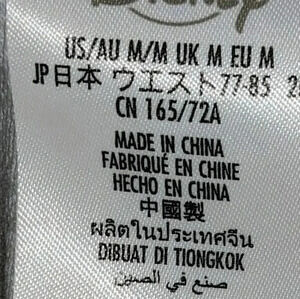 Disney
US/AU M/M UK M EU M
JP日本 ウエスト77-85
CN 165/72A
MADE IN CHINA
FABRIQUÉ EN CHINE
HECHO EN CHINA
中國製
ผลิตในประเทศจีน
DIBUAT DI TIONGKOK
صنع في الصين